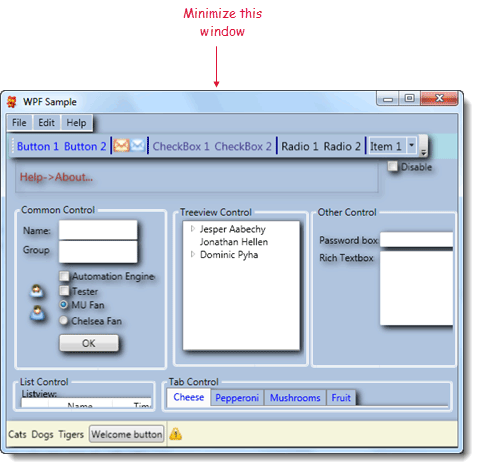 Minimize this
window
WPF Sample
File Edit Help
Button 1 Button 2 CheckBox 1 CheckBox 2 Radio 1 Radio 2 Item 1
Help->About...
Disable
Common Control
Name:
Group
Automation Engine
Tester
MU Fan
Chelsea Fan
OK
Treeview Control
Jesper Aabechy
Jonathan Hellen
Dominic Pyha
Other Control
Password box
Rich Textbox
List Control
Listview:
Name Tim
Tab Control
Cheese Pepperoni Mushrooms Fruit
Cats Dogs Tigers Welcome button